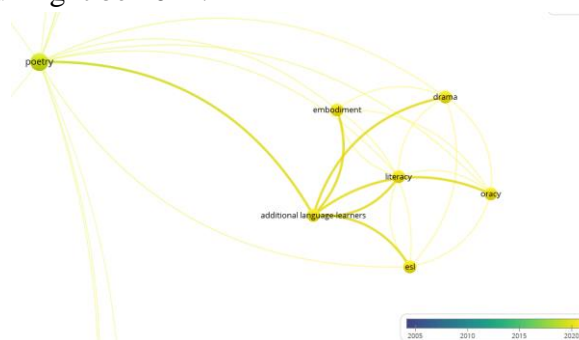 poetry
drama
embodiment
literacy
oracy
additional language-learners
esl
2005 2010 2015 2020